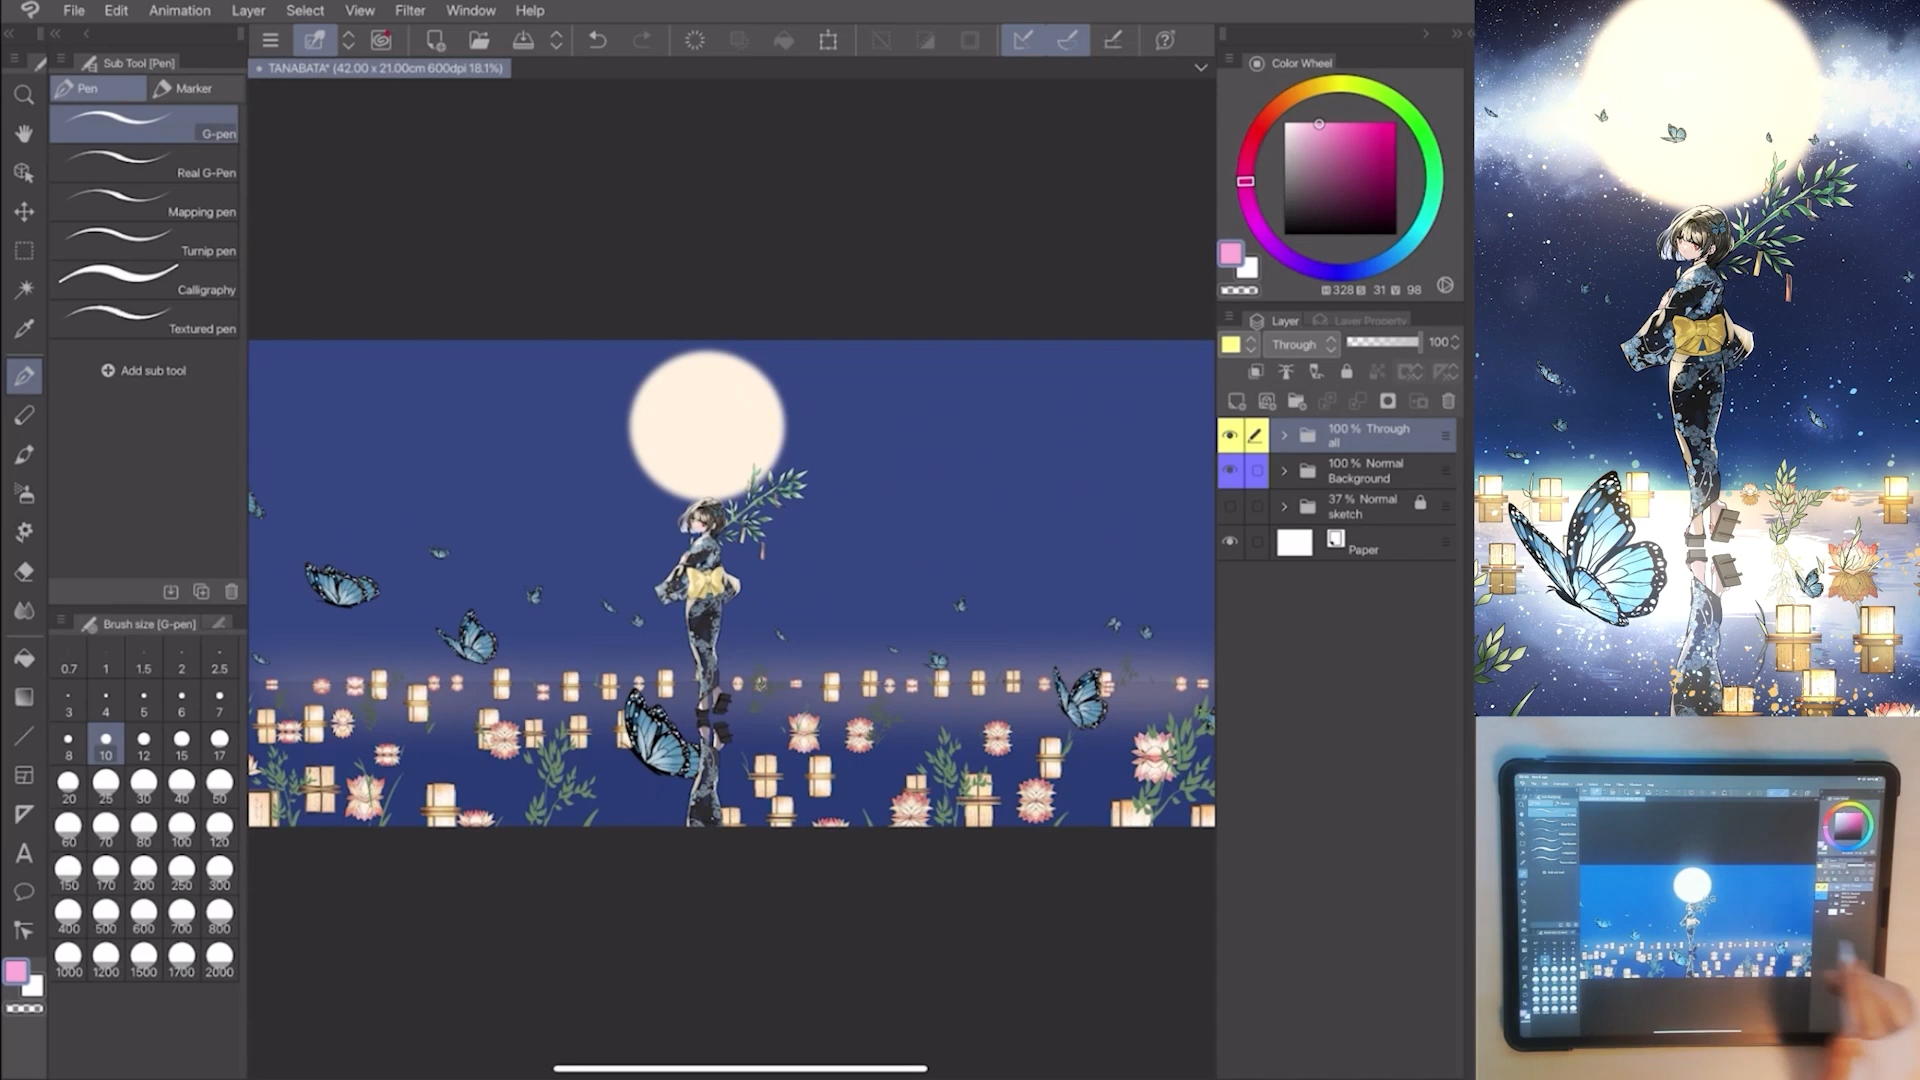 File Edit Animation Layer Select View Filter Window Help
Sub Tool [Pen]
Pen Marker
G-pen
Real G-Pen
Mapping pen
Turnip pen
Calligraphy
Textured pen
Add sub tool
Brush size [G-pen]
0.7 1 1.5 2 2.5
3 4 5 6 7
8 10 12 15 17
20 25 30 40 50
60 70 80 100 120
150 170 200 250 300
400 500 600 700 800
1000 1200 1500 1700 2000
TANABATA* (42.00 x 21.00cm 600dpi 18.1%)
Color Wheel
H 328 S 31 V 98
Layer Layer Property
Through 100
100 % Through
all
100 % Normal
Background
37 % Normal
sketch
Paper